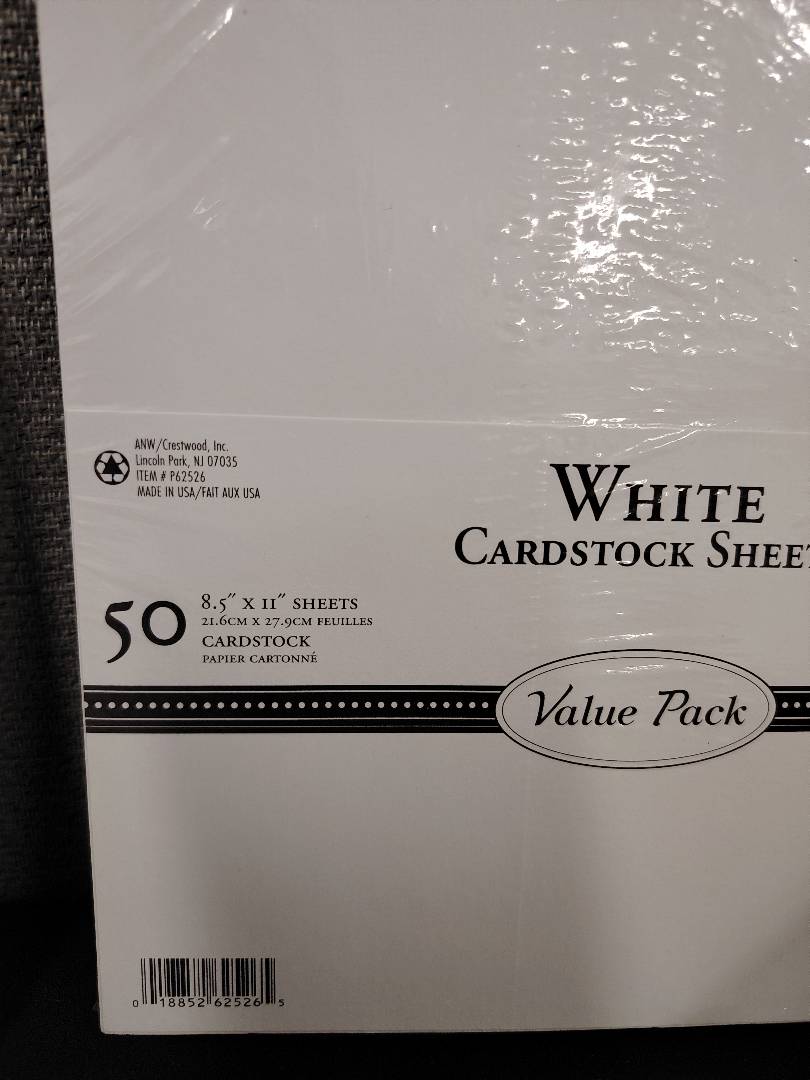 ANW/Crestwood, Inc.
Lincoln Park, NJ 07035
ITEM # P62526
MADE IN USA/FAIT AUX USA
WHITE
CARDSTOCK SHEET
50
8.5" X 11" SHEETS
21.6CM X 27.9CM FEUILLES
CARDSTOCK
PAPIER CARTONNÉ
Value Pack
0 18852 62526 5